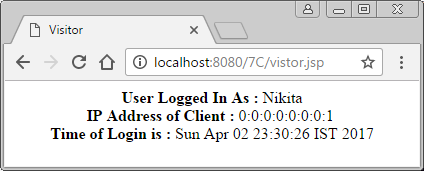 Visitor
localhost:8080/7C/vistor.jsp
User Logged In As : Nikita
IP Address of Client : 0:0:0:0:0:0:0:1
Time of Login is : Sun Apr 02 23:30:26 IST 2017